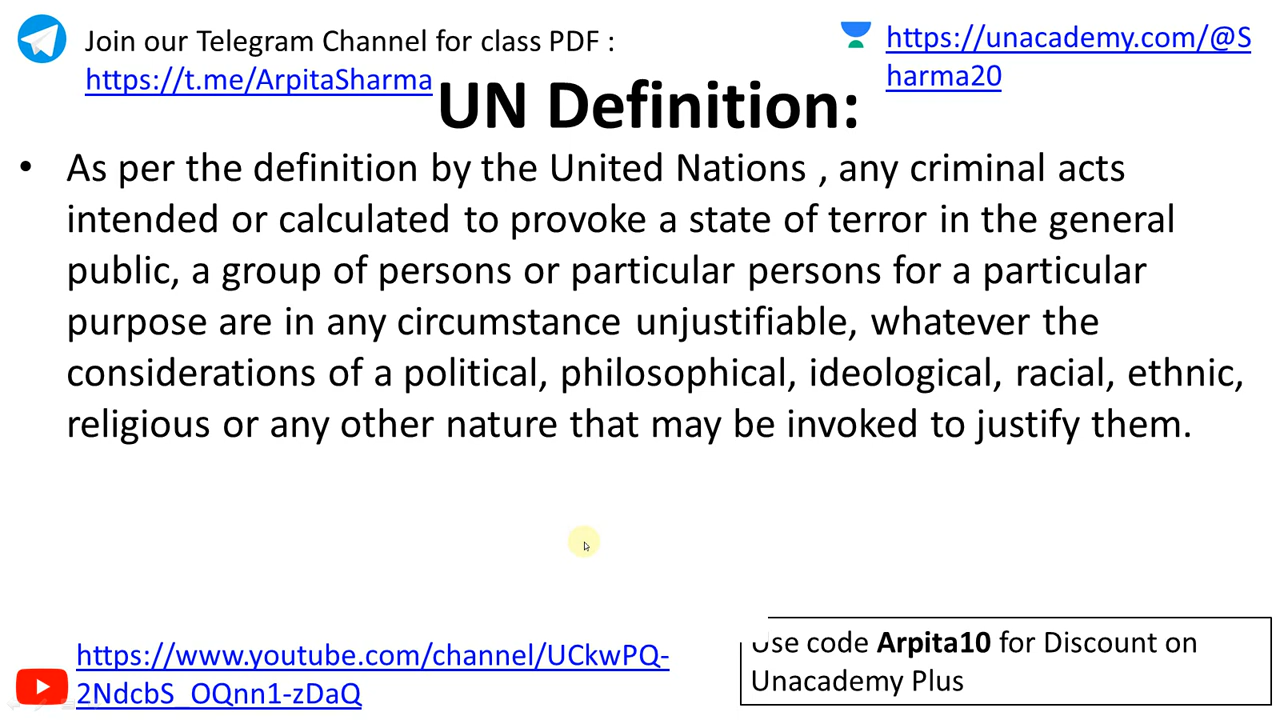 Join our Telegram Channel for class PDF :
https://t.me/ArpitaSharma
https://unacademy.com/@S
harma20
UN Definition:
• As per the definition by the United Nations , any criminal acts
intended or calculated to provoke a state of terror in the general
public, a group of persons or particular persons for a particular
purpose are in any circumstance unjustifiable, whatever the
considerations of a political, philosophical, ideological, racial, ethnic,
religious or any other nature that may be invoked to justify them.
https://www.youtube.com/channel/UCkwPQ-
2NdcbS_OQnn1-zDaQ
Use code Arpita10 for Discount on
Unacademy Plus